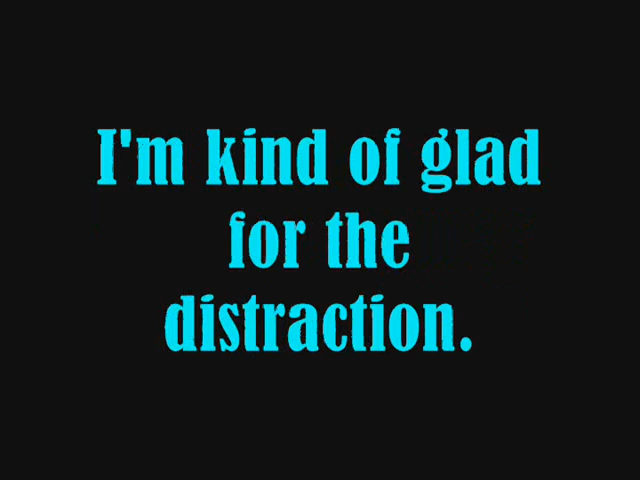 I'm kind of glad
for the
distraction.